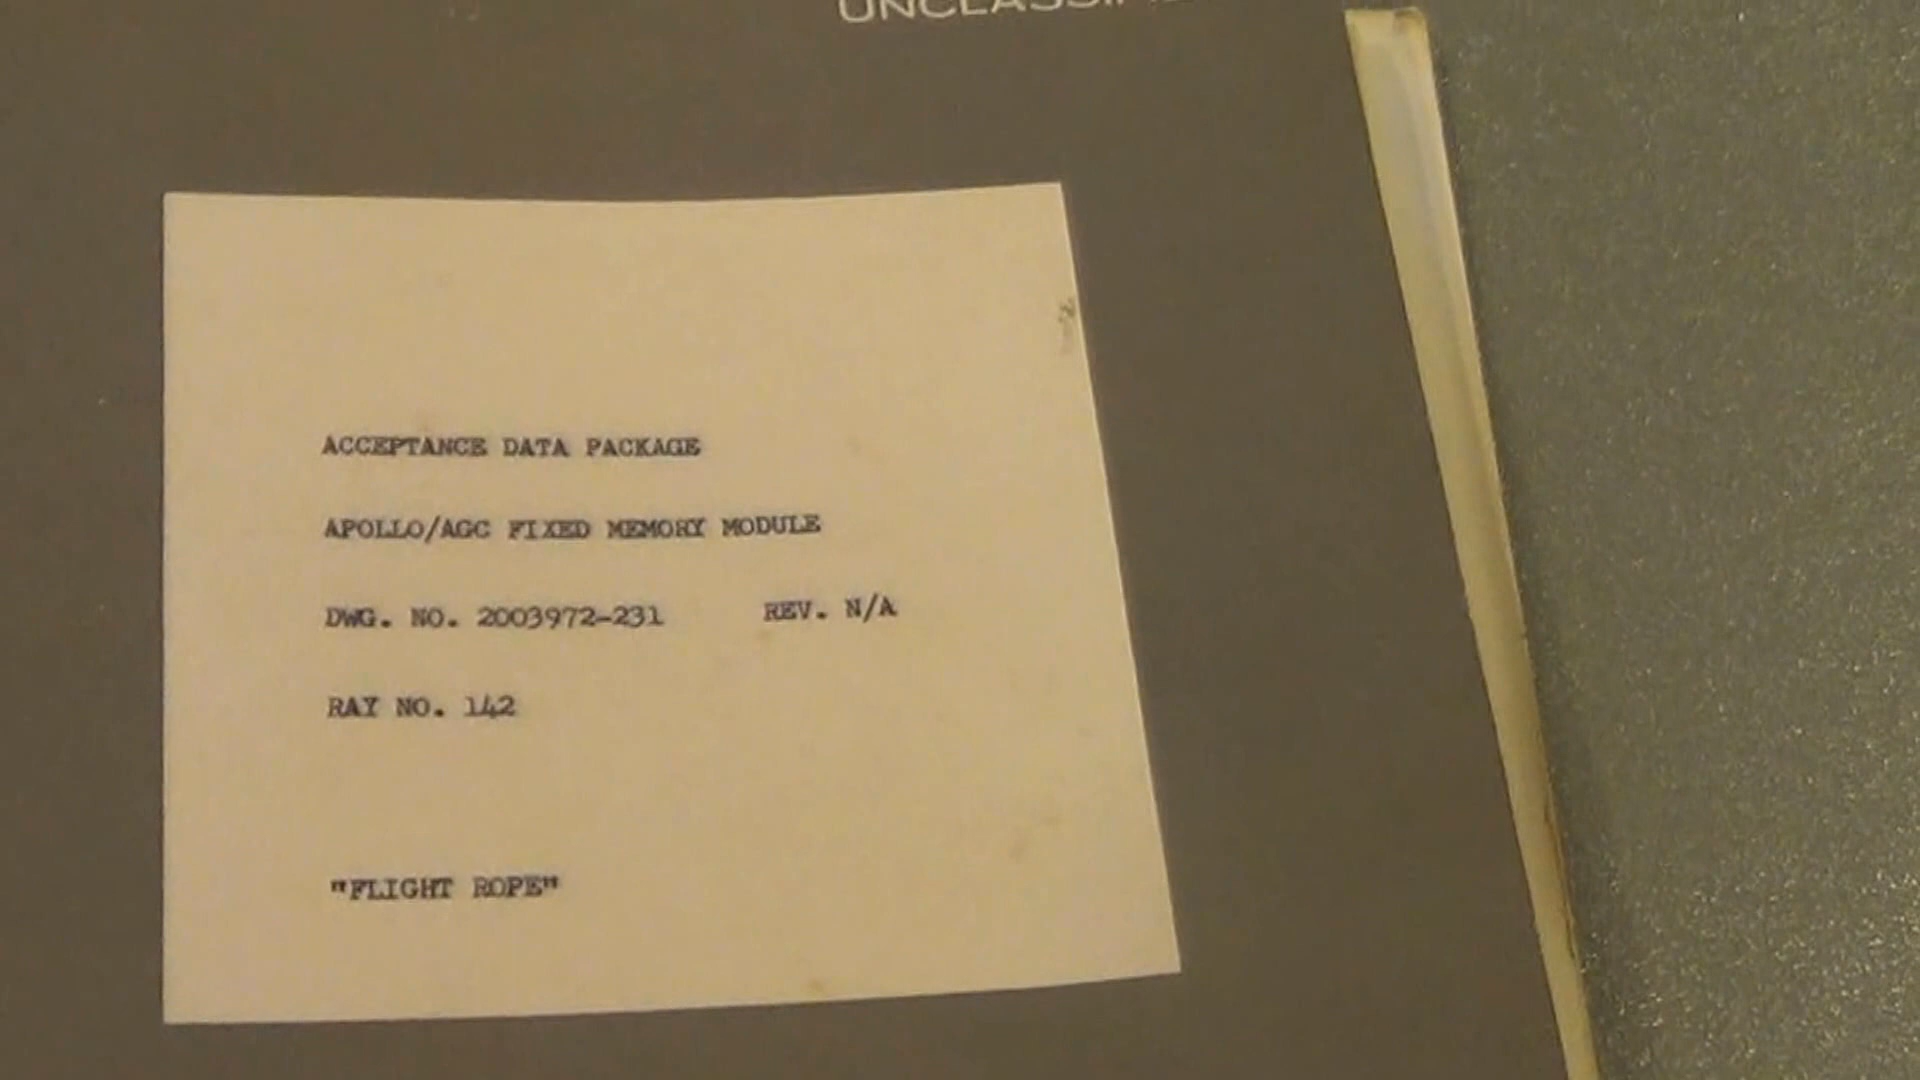 ACCEPTANCE DATA PACKAGE
APOLLO/AGC FIXED MEMORY MODULE
DWG. NO. 2003972-231 REV. N/A
RAY NO. 142
"FLIGHT ROPE"